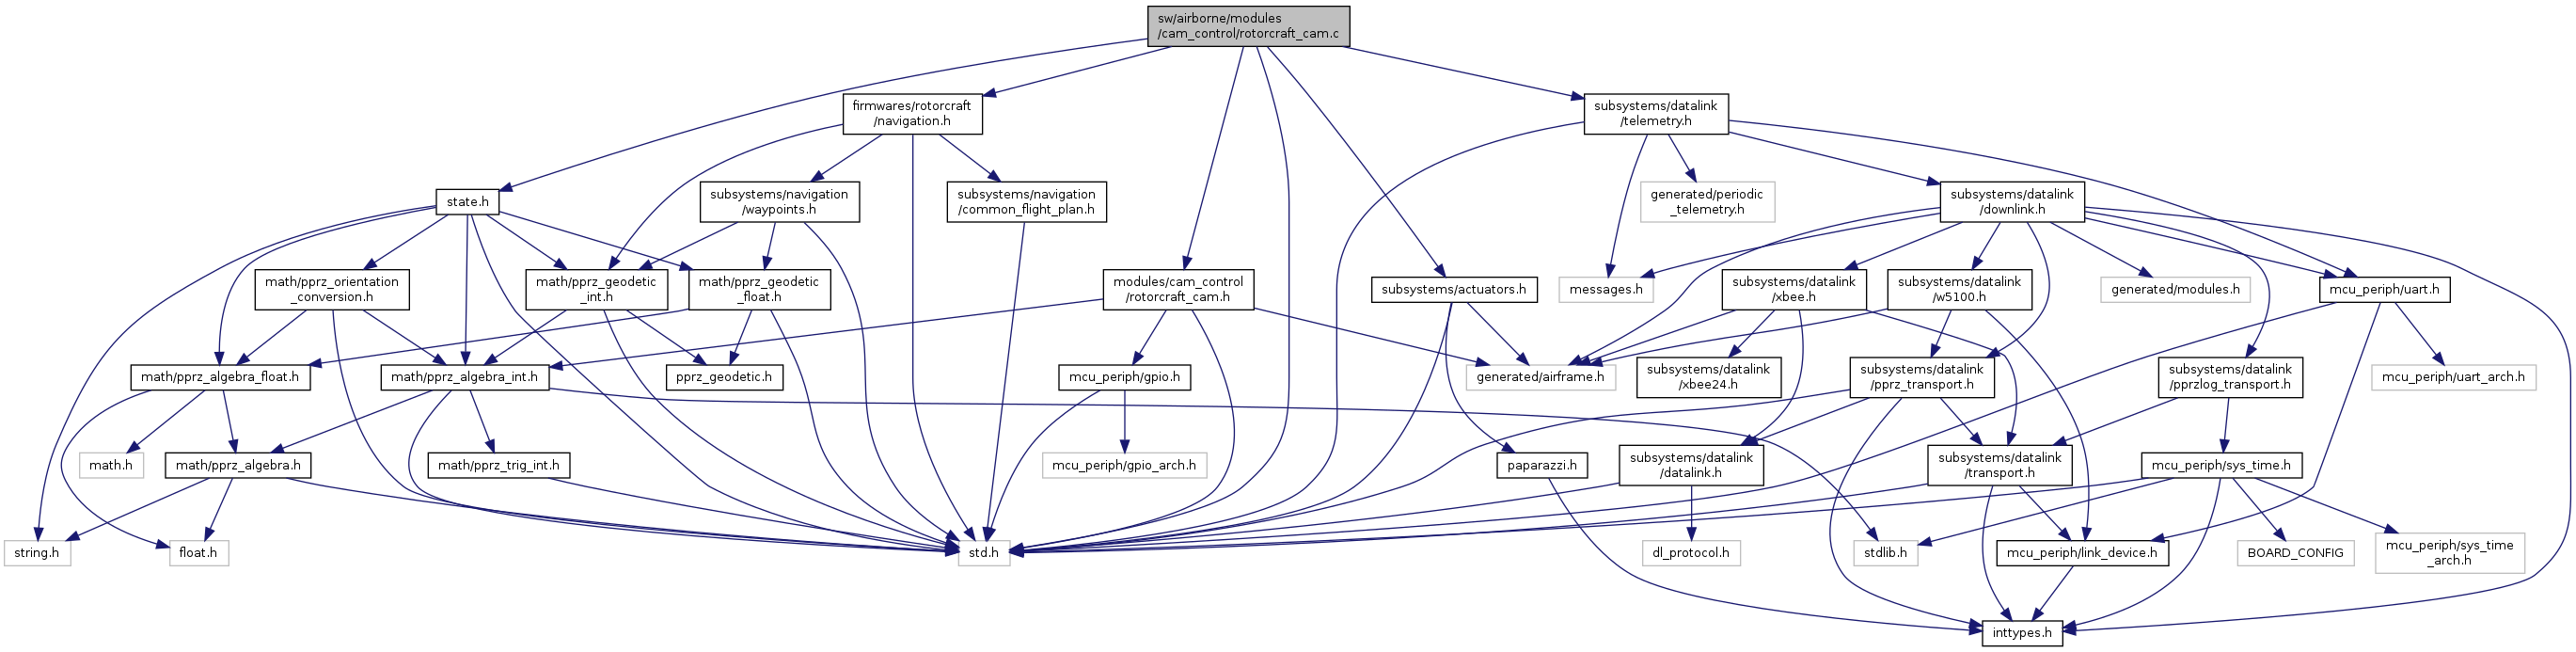 sw/airborne/modules
/cam_control/rotorcraft_cam.c
firmwares/rotorcraft
/navigation.h
subsystems/datalink
/telemetry.h
state.h
subsystems/navigation
/waypoints.h
subsystems/navigation
/common_flight_plan.h
generated/periodic
_telemetry.h
subsystems/datalink
/downlink.h
math/pprz_orientation
_conversion.h
math/pprz_geodetic
_int.h
math/pprz_geodetic
_float.h
modules/cam_control
/rotorcraft_cam.h
subsystems/actuators.h
messages.h
subsystems/datalink
/xbee.h
subsystems/datalink
/w5100.h
generated/modules.h
mcu_periph/uart.h
math/pprz_algebra_float.h
math/pprz_algebra_int.h
pprz_geodetic.h
mcu_periph/gpio.h
generated/airframe.h
subsystems/datalink
/xbee24.h
subsystems/datalink
/pprz_transport.h
subsystems/datalink
/pprzlog_transport.h
mcu_periph/uart_arch.h
math.h
math/pprz_algebra.h
math/pprz_trig_int.h
mcu_periph/gpio_arch.h
paparazzi.h
subsystems/datalink
/datalink.h
subsystems/datalink
/transport.h
mcu_periph/sys_time.h
string.h
float.h
std.h
dl_protocol.h
stdlib.h
mcu_periph/link_device.h
BOARD_CONFIG
mcu_periph/sys_time
_arch.h
inttypes.h